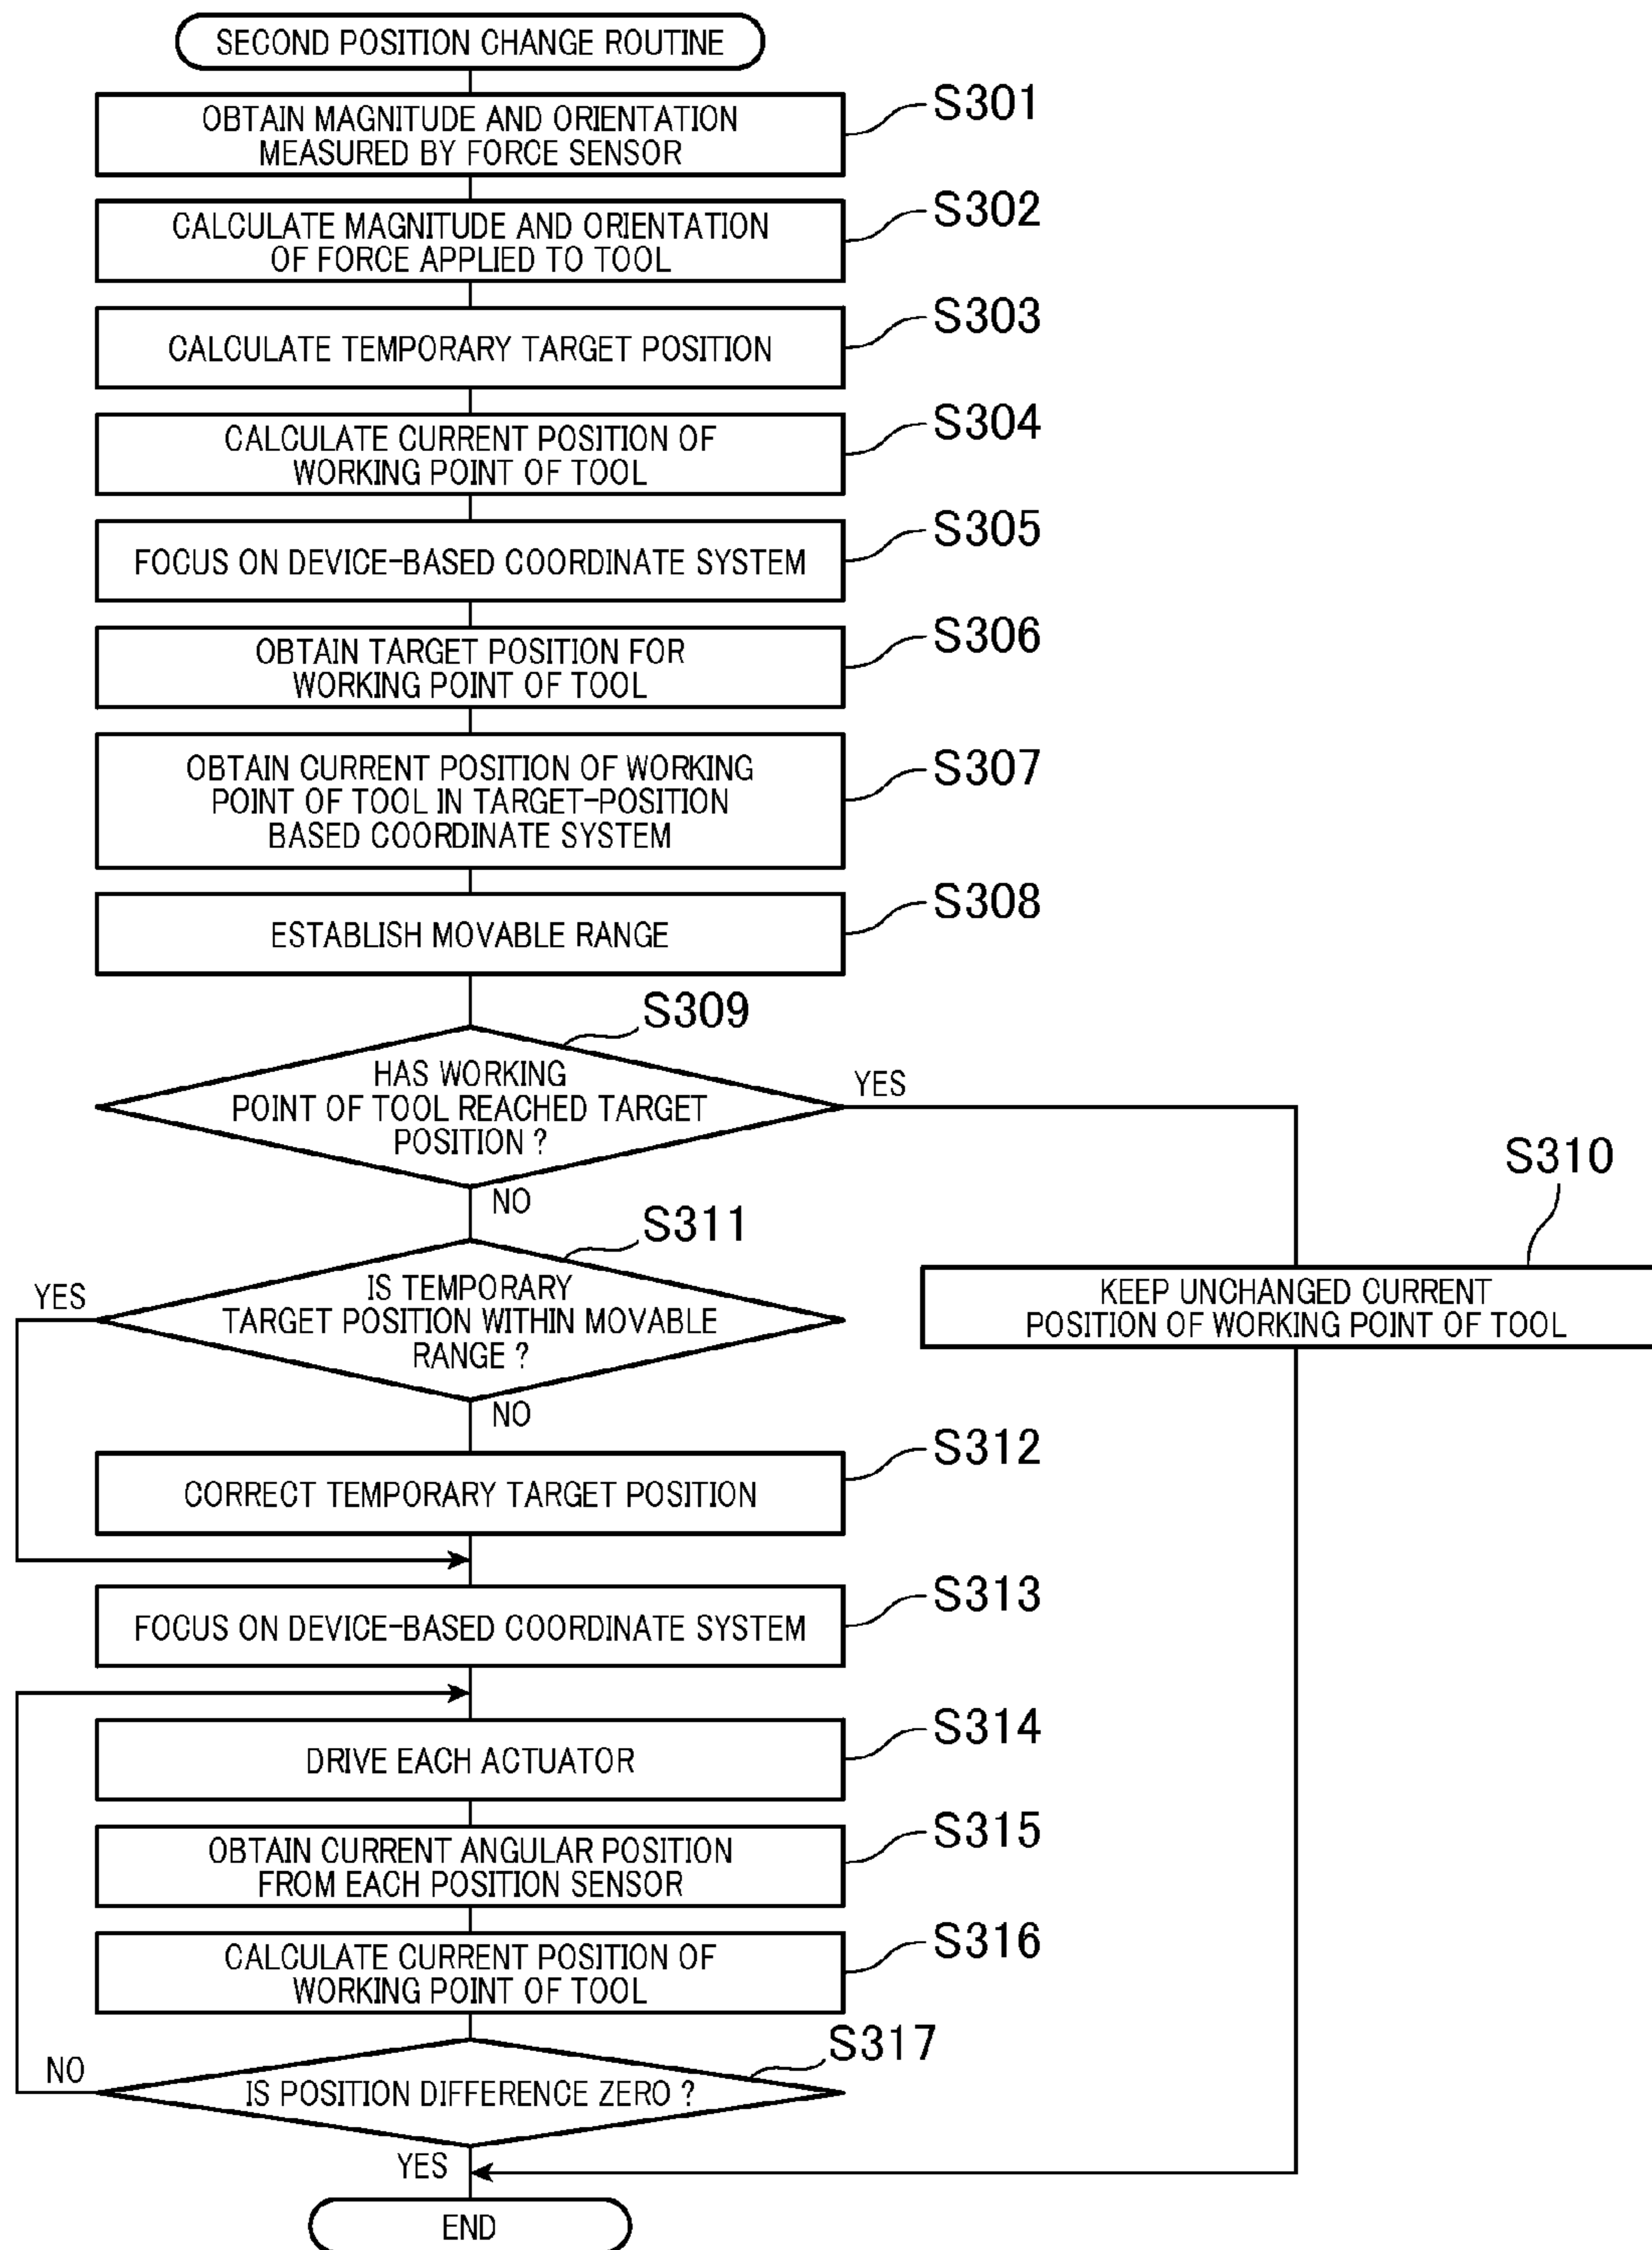 SECOND POSITION CHANGE ROUTINE
OBTAIN MAGNITUDE AND ORIENTATION
MEASURED BY FORCE SENSOR
S301
CALCULATE MAGNITUDE AND ORIENTATION
OF FORCE APPLIED TO TOOL
S302
CALCULATE TEMPORARY TARGET POSITION
S303
CALCULATE CURRENT POSITION OF
WORKING POINT OF TOOL
S304
FOCUS ON DEVICE-BASED COORDINATE SYSTEM
S305
OBTAIN TARGET POSITION FOR
WORKING POINT OF TOOL
S306
OBTAIN CURRENT POSITION OF WORKING
POINT OF TOOL IN TARGET-POSITION
BASED COORDINATE SYSTEM
S307
ESTABLISH MOVABLE RANGE
S308
S309
HAS WORKING
POINT OF TOOL REACHED TARGET
POSITION ?
YES
NO
S310
KEEP UNCHANGED CURRENT
POSITION OF WORKING POINT OF TOOL
S311
IS TEMPORARY
TARGET POSITION WITHIN MOVABLE
RANGE ?
YES
NO
CORRECT TEMPORARY TARGET POSITION
S312
FOCUS ON DEVICE-BASED COORDINATE SYSTEM
S313
DRIVE EACH ACTUATOR
S314
OBTAIN CURRENT ANGULAR POSITION
FROM EACH POSITION SENSOR
S315
CALCULATE CURRENT POSITION OF
WORKING POINT OF TOOL
S316
S317
IS POSITION DIFFERENCE ZERO ?
NO
YES
END